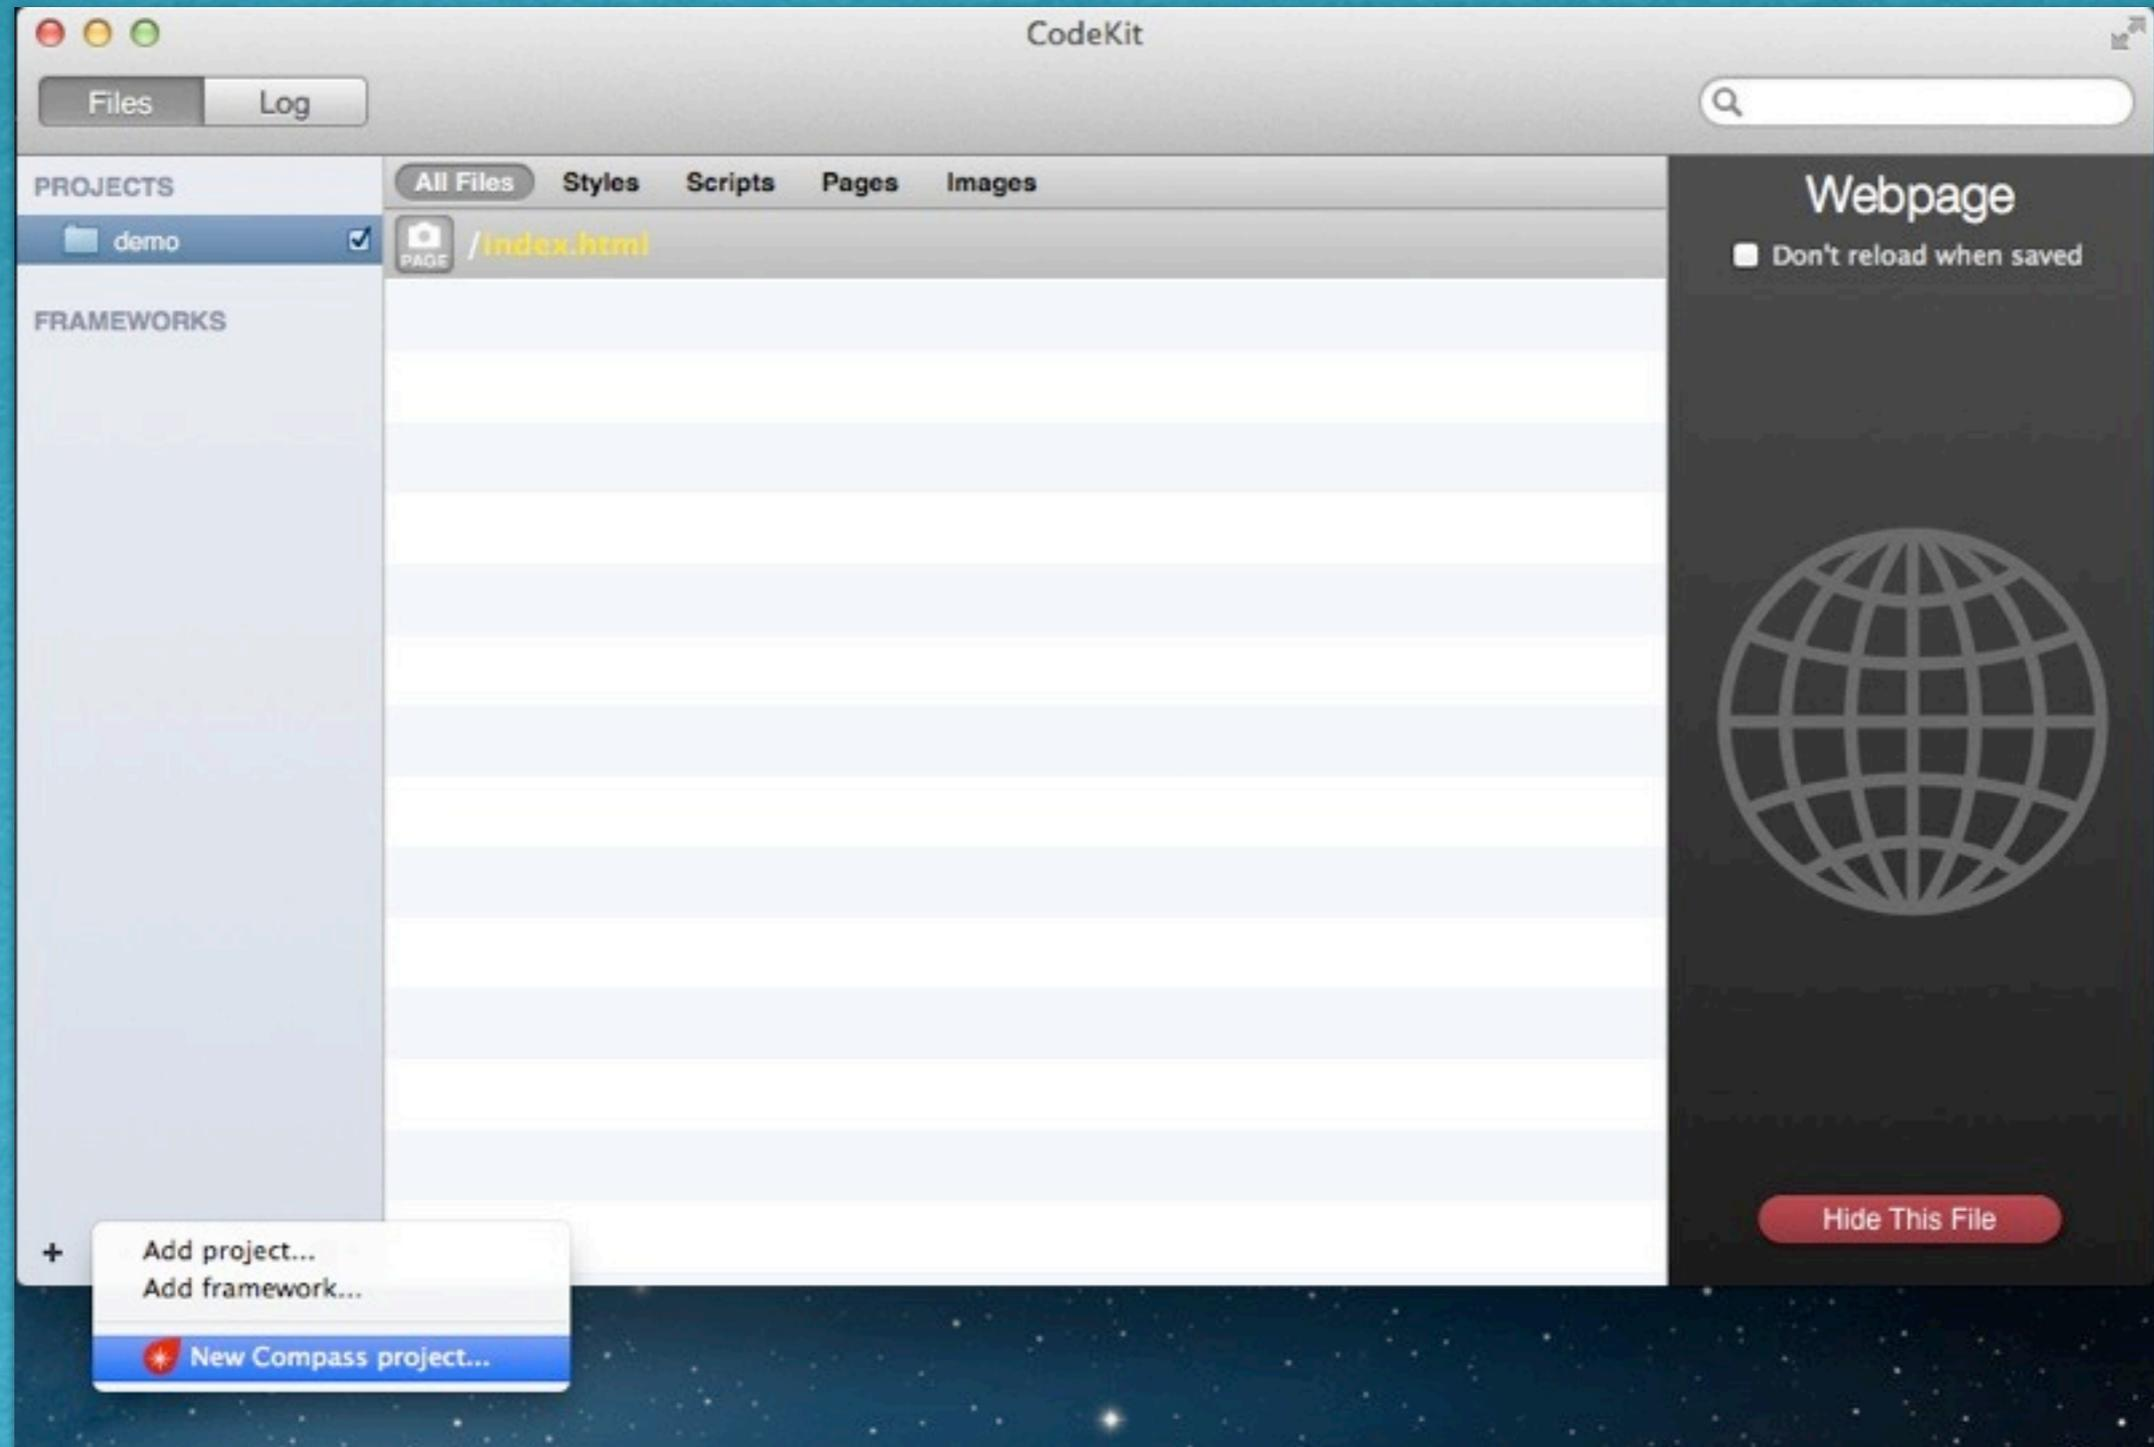 CodeKit
Files Log
PROJECTS
demo
FRAMEWORKS
All Files Styles Scripts Pages Images
PAGE /index.html
Webpage
Don't reload when saved
Hide This File
+
Add project...
Add framework...
New Compass project...